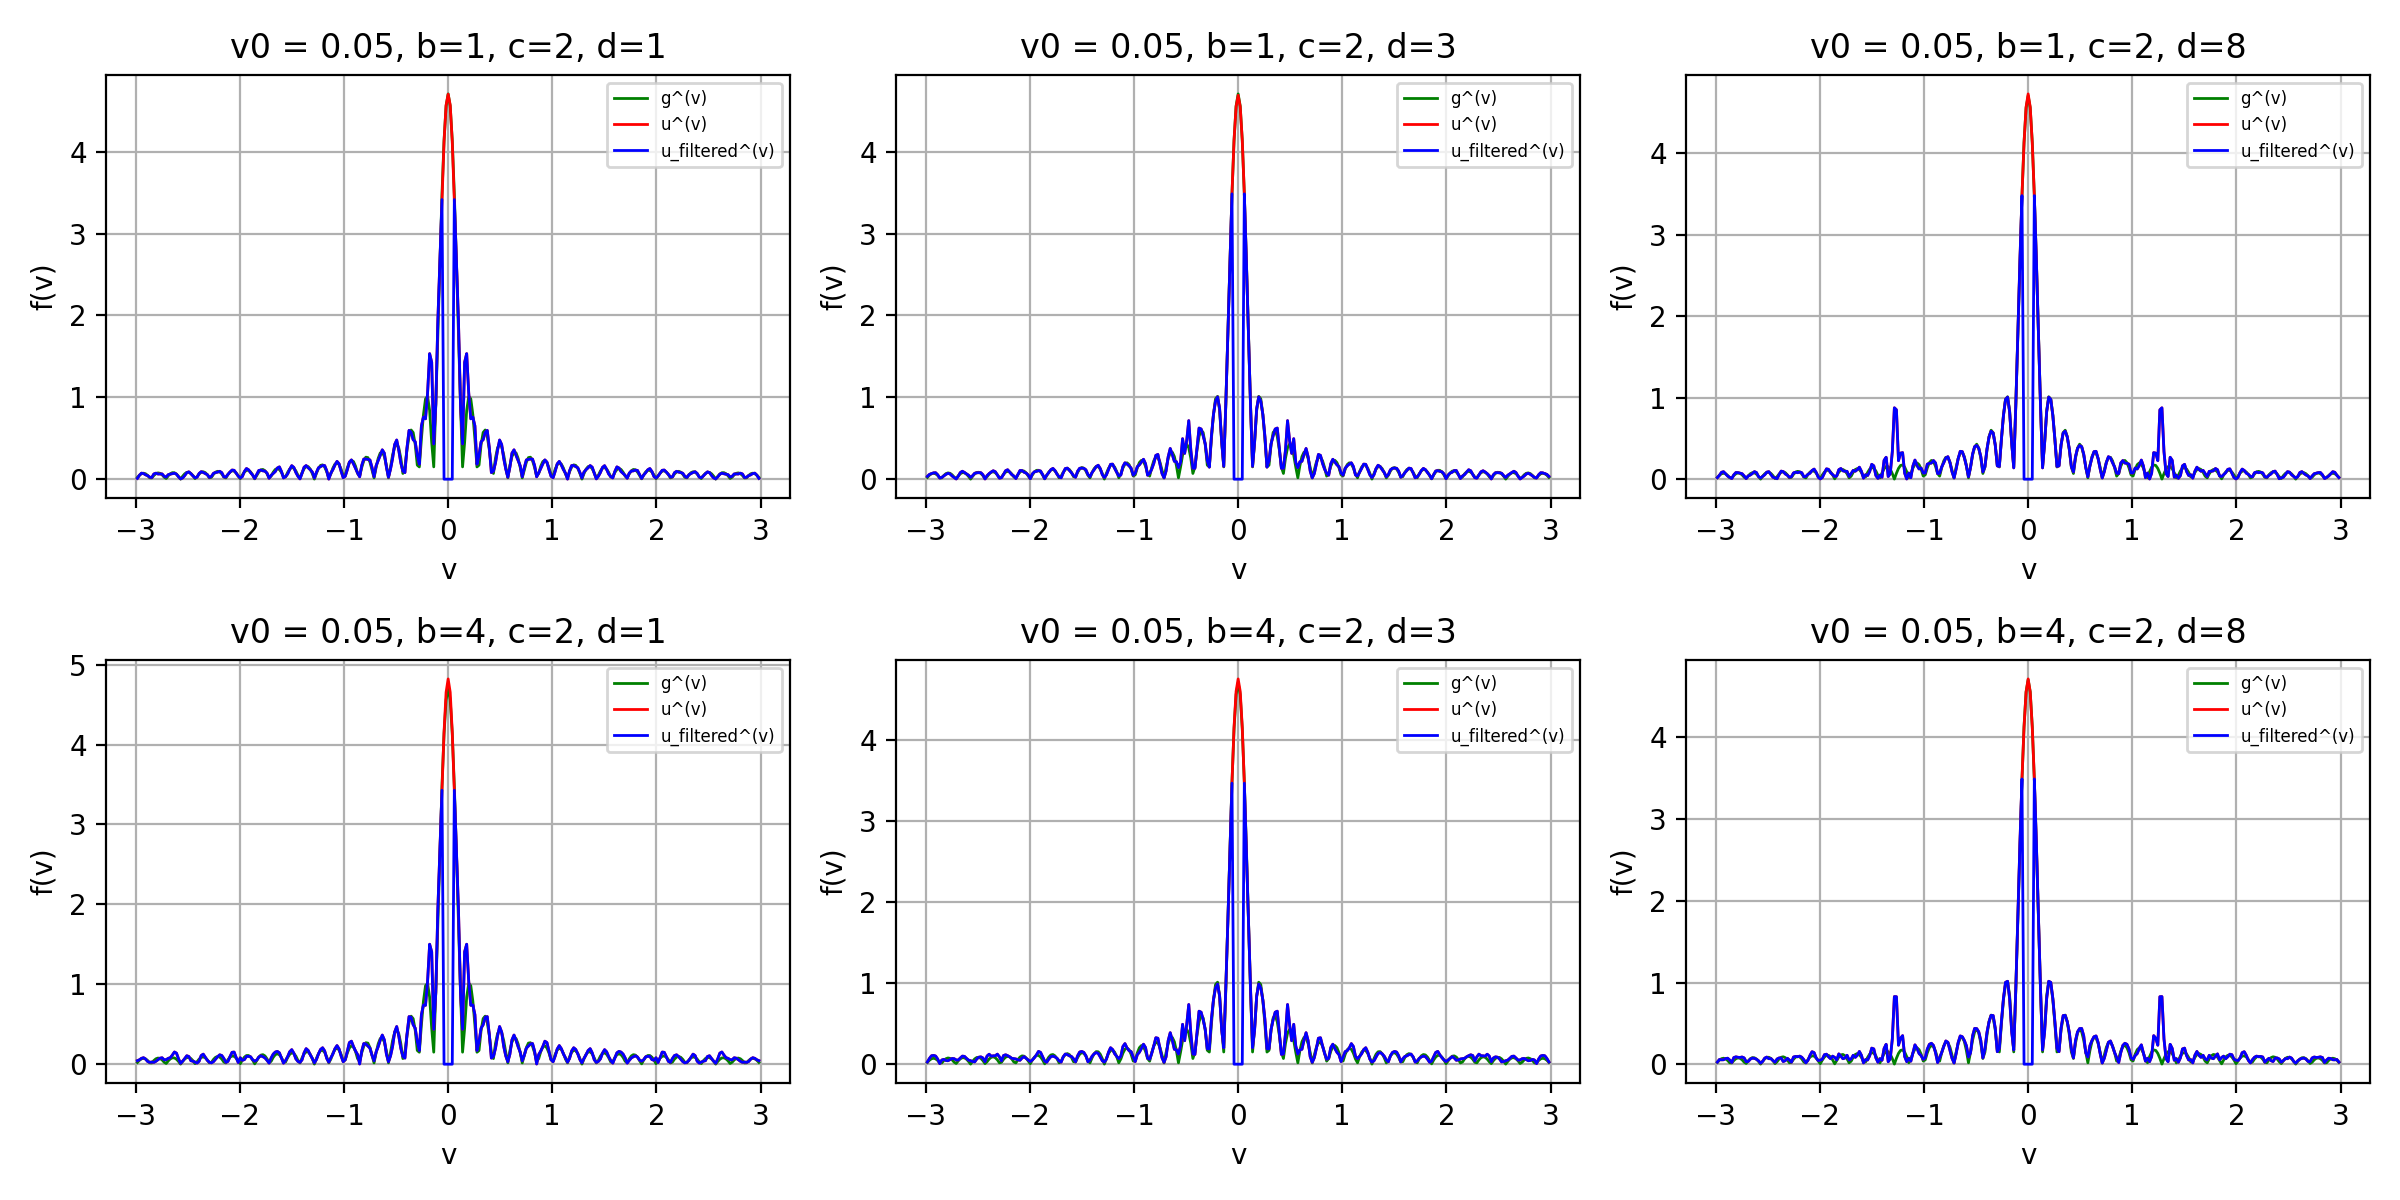 v0 = 0.05, b=1, c=2, d=1
g^(v)
u^(v)
u_filtered^(v)
4
3
2
1
0
f(v)
−3
−2
−1
0
1
2
3
v
v0 = 0.05, b=1, c=2, d=3
g^(v)
u^(v)
u_filtered^(v)
4
3
2
1
0
f(v)
−3
−2
−1
0
1
2
3
v
v0 = 0.05, b=1, c=2, d=8
g^(v)
u^(v)
u_filtered^(v)
4
3
2
1
0
f(v)
−3
−2
−1
0
1
2
3
v
v0 = 0.05, b=4, c=2, d=1
g^(v)
u^(v)
u_filtered^(v)
5
4
3
2
1
0
f(v)
−3
−2
−1
0
1
2
3
v
v0 = 0.05, b=4, c=2, d=3
g^(v)
u^(v)
u_filtered^(v)
4
3
2
1
0
f(v)
−3
−2
−1
0
1
2
3
v
v0 = 0.05, b=4, c=2, d=8
g^(v)
u^(v)
u_filtered^(v)
4
3
2
1
0
f(v)
−3
−2
−1
0
1
2
3
v